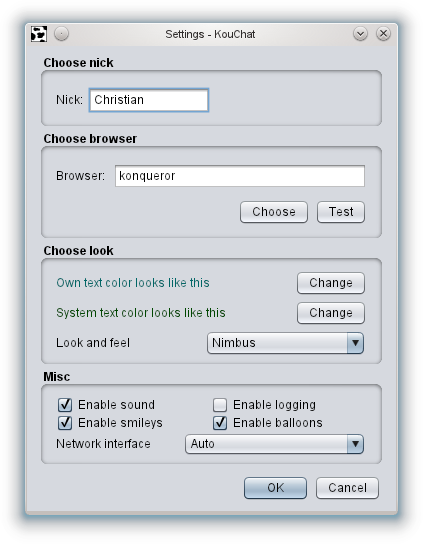 Settings - KouChat
Choose nick
Nick: Christian
Choose browser
Browser: konqueror
Choose Test
Choose look
Own text color looks like this Change
System text color looks like this Change
Look and feel Nimbus
Misc
Enable sound Enable logging
Enable smileys Enable balloons
Network interface Auto
OK Cancel